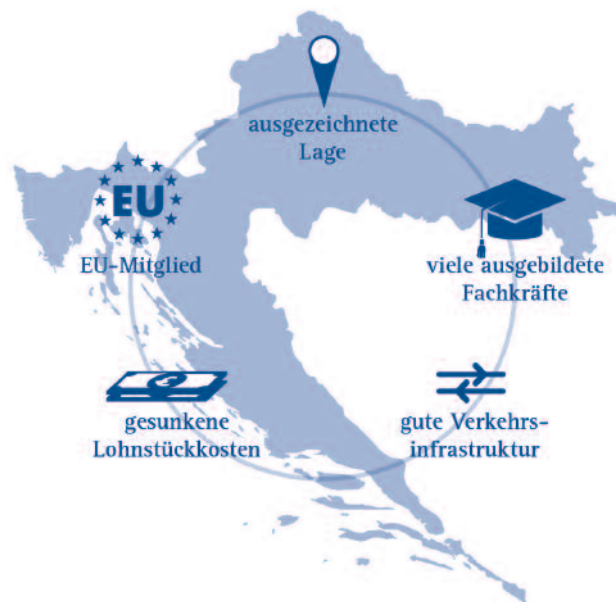 ausgezeichnete
Lage
EU
EU-Mitglied
viele ausgebildete
Fachkräfte
gesunkene
Lohnstückkosten
gute Verkehrs-
infrastruktur